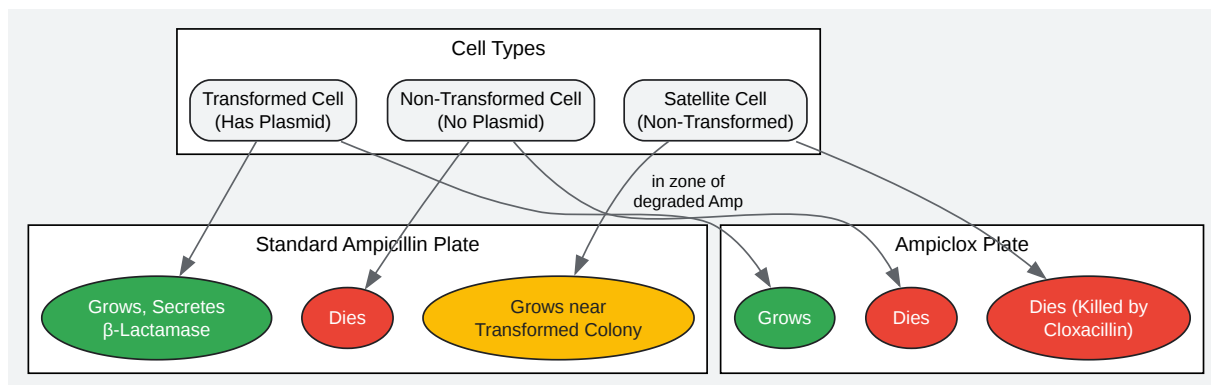 Cell Types
Transformed Cell
(Has Plasmid)
Non-Transformed Cell
(No Plasmid)
Satellite Cell
(Non-Transformed)
in zone of
degraded Amp
Standard Ampicillin Plate
Grows, Secretes
β-Lactamase
Dies
Grows near
Transformed Colony
Ampiclox Plate
Grows
Dies
Dies (Killed by
Cloxacillin)